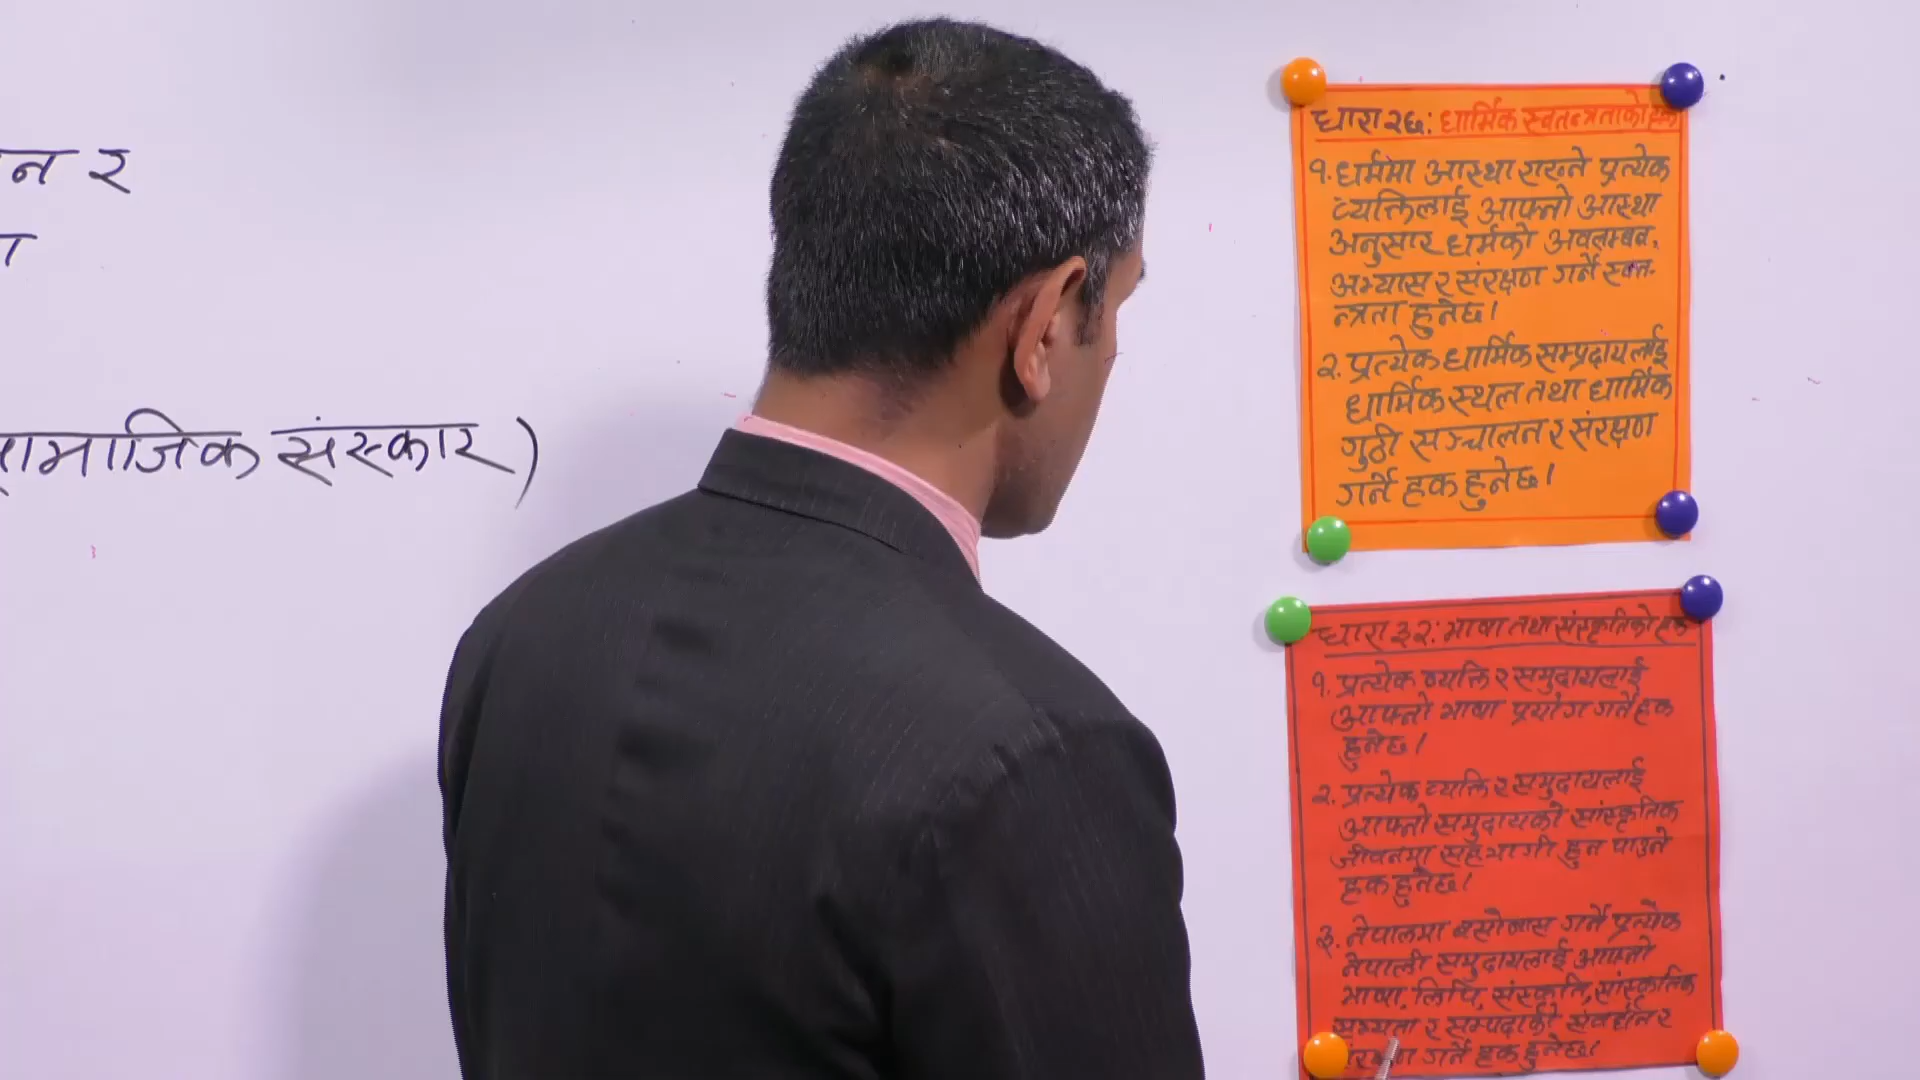 न र
सामाजिक संस्कार)
धारा २६: धार्मिक स्वतन्त्रताको हक
१. धर्ममा आस्था राख्ने प्रत्येक
व्यक्तिलाई आफ्नो आस्था
अनुसार धर्मको अवलम्बन,
अभ्यास र संरक्षण गर्ने स्वत-
न्त्रता हुनेछ।
२. प्रत्येक धार्मिक सम्प्रदायलाई
धार्मिक स्थल तथा धार्मिक
गुठी सञ्चालन र संरक्षण
गर्ने हक हुनेछ।
धारा ३२: भाषा तथा संस्कृतिको हक
१. प्रत्येक व्यक्ति र समुदायलाई
आफ्नो भाषा प्रयोग गर्ने हक
हुनेछ।
२. प्रत्येक व्यक्ति र समुदायलाई
आफ्नो समुदायको सांस्कृतिक
जीवनमा सहभागी हुन पाउने
हक हुनेछ।
३. नेपालमा बसोबास गर्ने प्रत्येक
नेपाली समुदायलाई आफ्नो
भाषा, लिपि, संस्कृति, सांस्कृतिक
सभ्यता र सम्पदाको संवर्धन र
संरक्षण गर्ने हक हुनेछ।